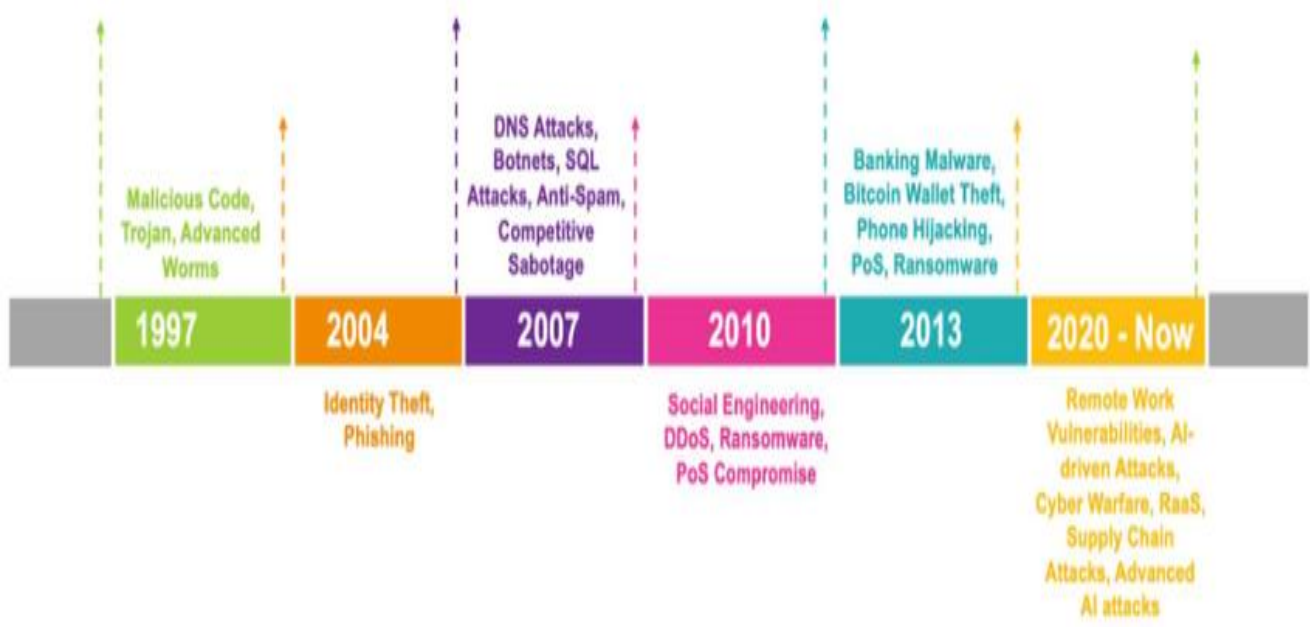 Malicious Code,
Trojan, Advanced
Worms
DNS Attacks,
Botnets, SQL
Attacks, Anti-Spam,
Competitive
Sabotage
Banking Malware,
Bitcoin Wallet Theft,
Phone Hijacking,
PoS, Ransomware
1997
2004
2007
2010
2013
2020 - Now
Identity Theft,
Phishing
Social Engineering,
DDoS, Ransomware,
PoS Compromise
Remote Work
Vulnerabilities, AI-
driven Attacks,
Cyber Warfare, RaaS,
Supply Chain
Attacks, Advanced
AI attacks